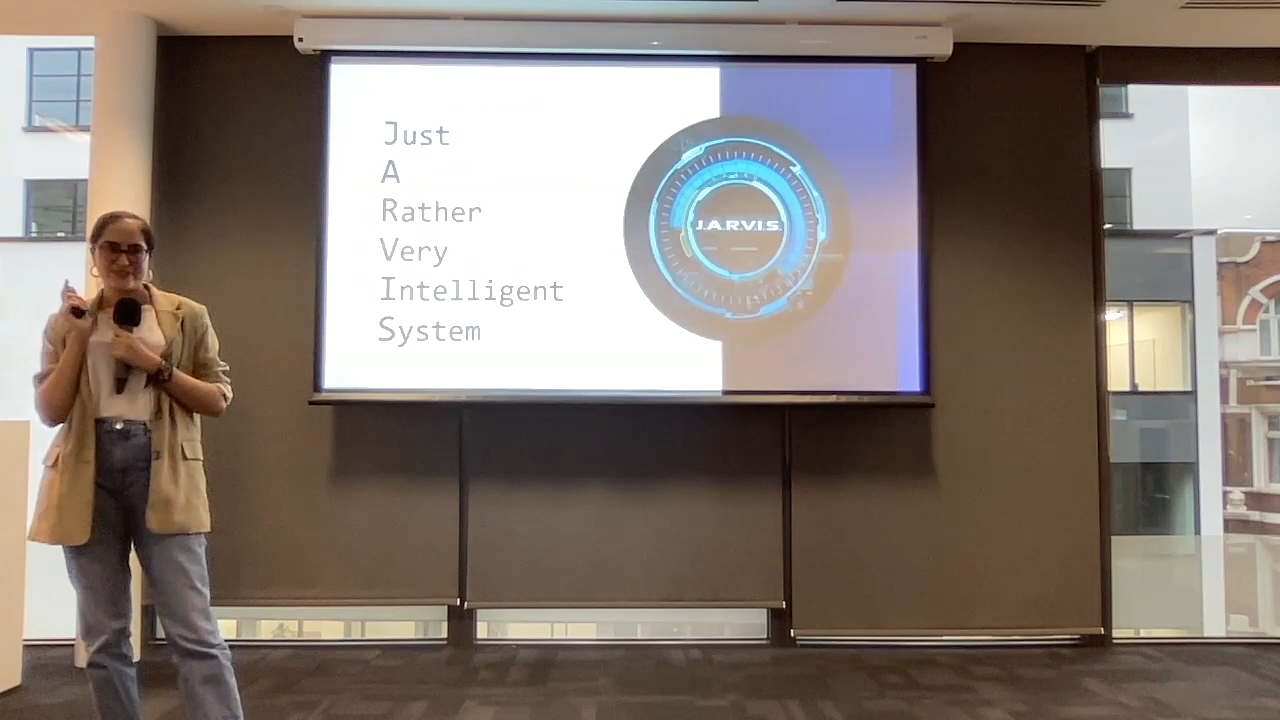 Just
A
Rather
Very
Intelligent
System
J.A.R.V.I.S.